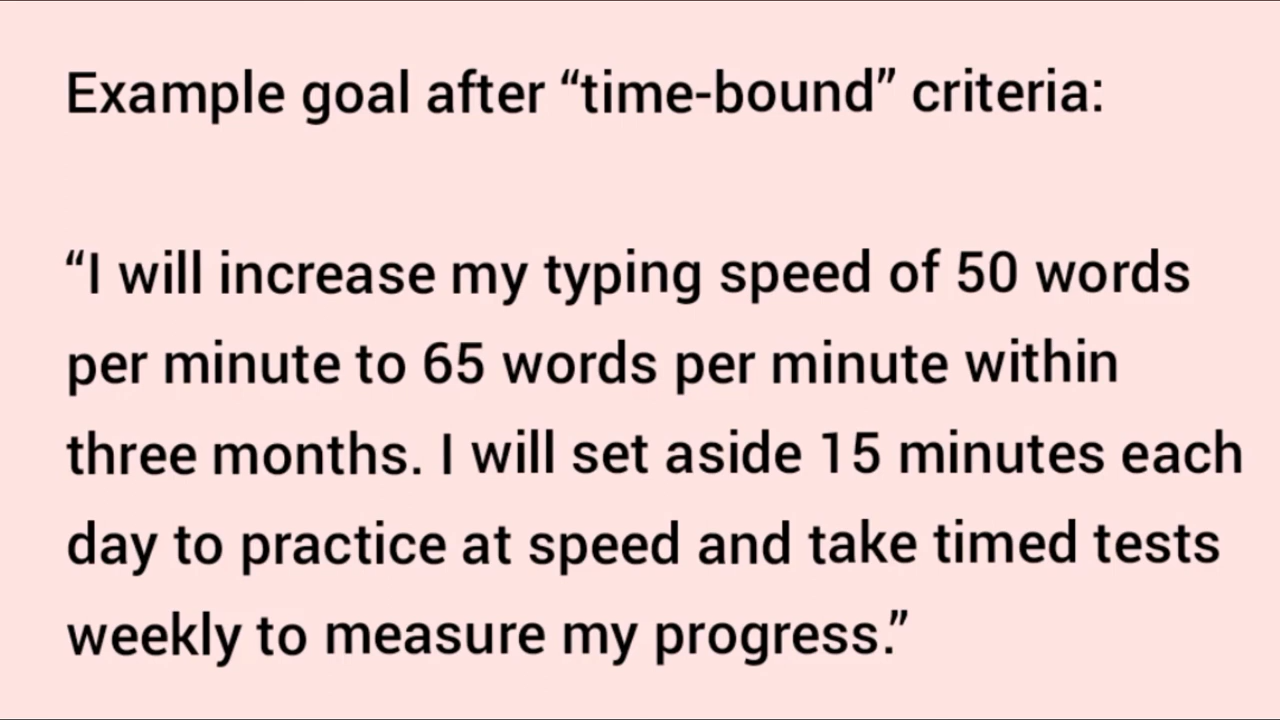 Example goal after “time-bound” criteria:
“I will increase my typing speed of 50 words
per minute to 65 words per minute within
three months. I will set aside 15 minutes each
day to practice at speed and take timed tests
weekly to measure my progress.”